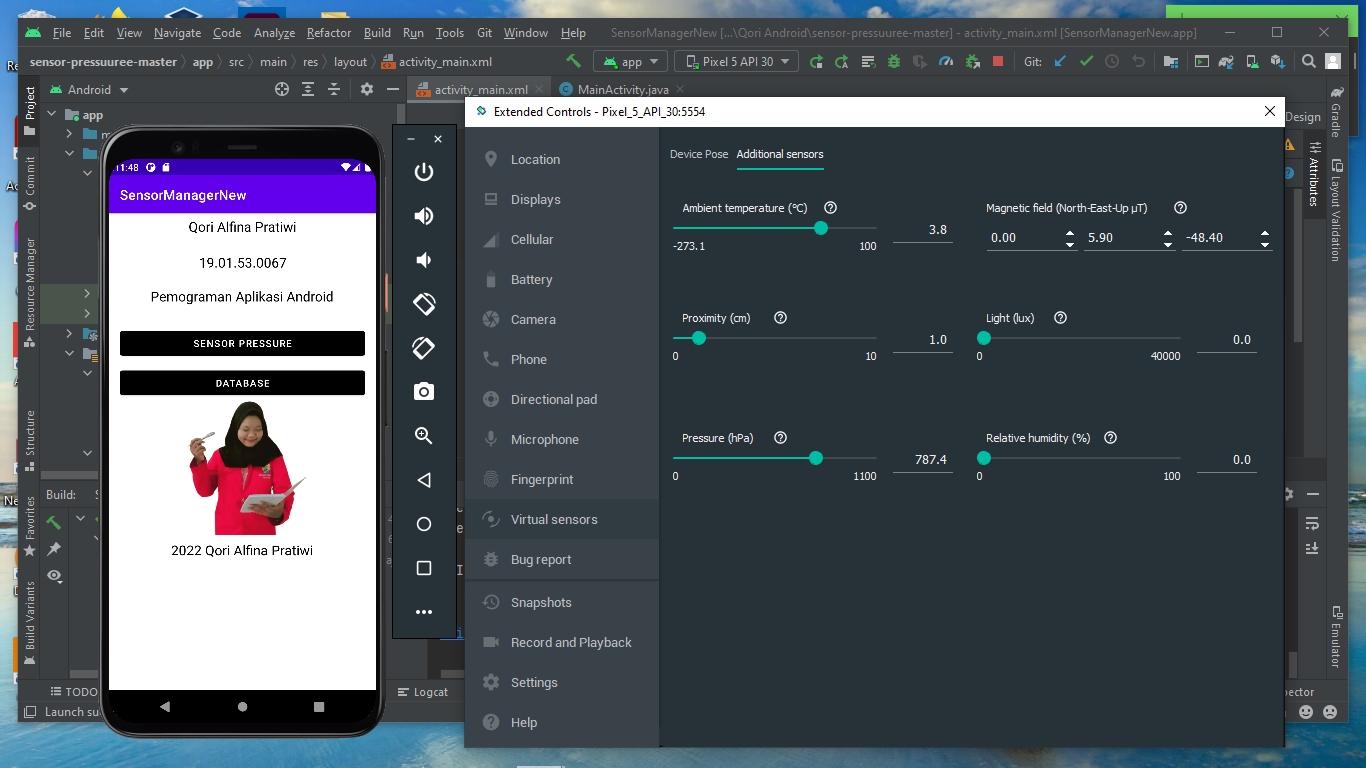 File Edit View Navigate Code Analyze Refactor Build Run Tools Git Window Help SensorManagerNew [...\Qori Android\sensor-pressuuree-master] - activity_main.xml [SensorManagerNew.app]
sensor-pressuuree-master app src main res layout activity_main.xml app Pixel 5 API 30 Git:
Android activity_main.xml MainActivity.java
app
Project
Commit
Resource Manager
Structure
Favorites
Build Variants
Build:
TODO
Launch su
Logcat
11:48
SensorManagerNew
Qori Alfina Pratiwi
19.01.53.0067
Pemograman Aplikasi Android
SENSOR PRESSURE
DATABASE
2022 Qori Alfina Pratiwi
Extended Controls - Pixel_5_API_30:5554
Location
Displays
Cellular
Battery
Camera
Phone
Directional pad
Microphone
Fingerprint
Virtual sensors
Bug report
Snapshots
Record and Playback
Settings
Help
Device Pose Additional sensors
Ambient temperature (°C)
3.8
-273.1 100
Magnetic field (North-East-Up µT)
0.00 5.90 -48.40
Proximity (cm)
1.0
0 10
Light (lux)
0.0
0 40000
Pressure (hPa)
787.4
0 1100
Relative humidity (%)
0.0
0 100
Design
Gradle
Attributes
Layout Validation
Emulator